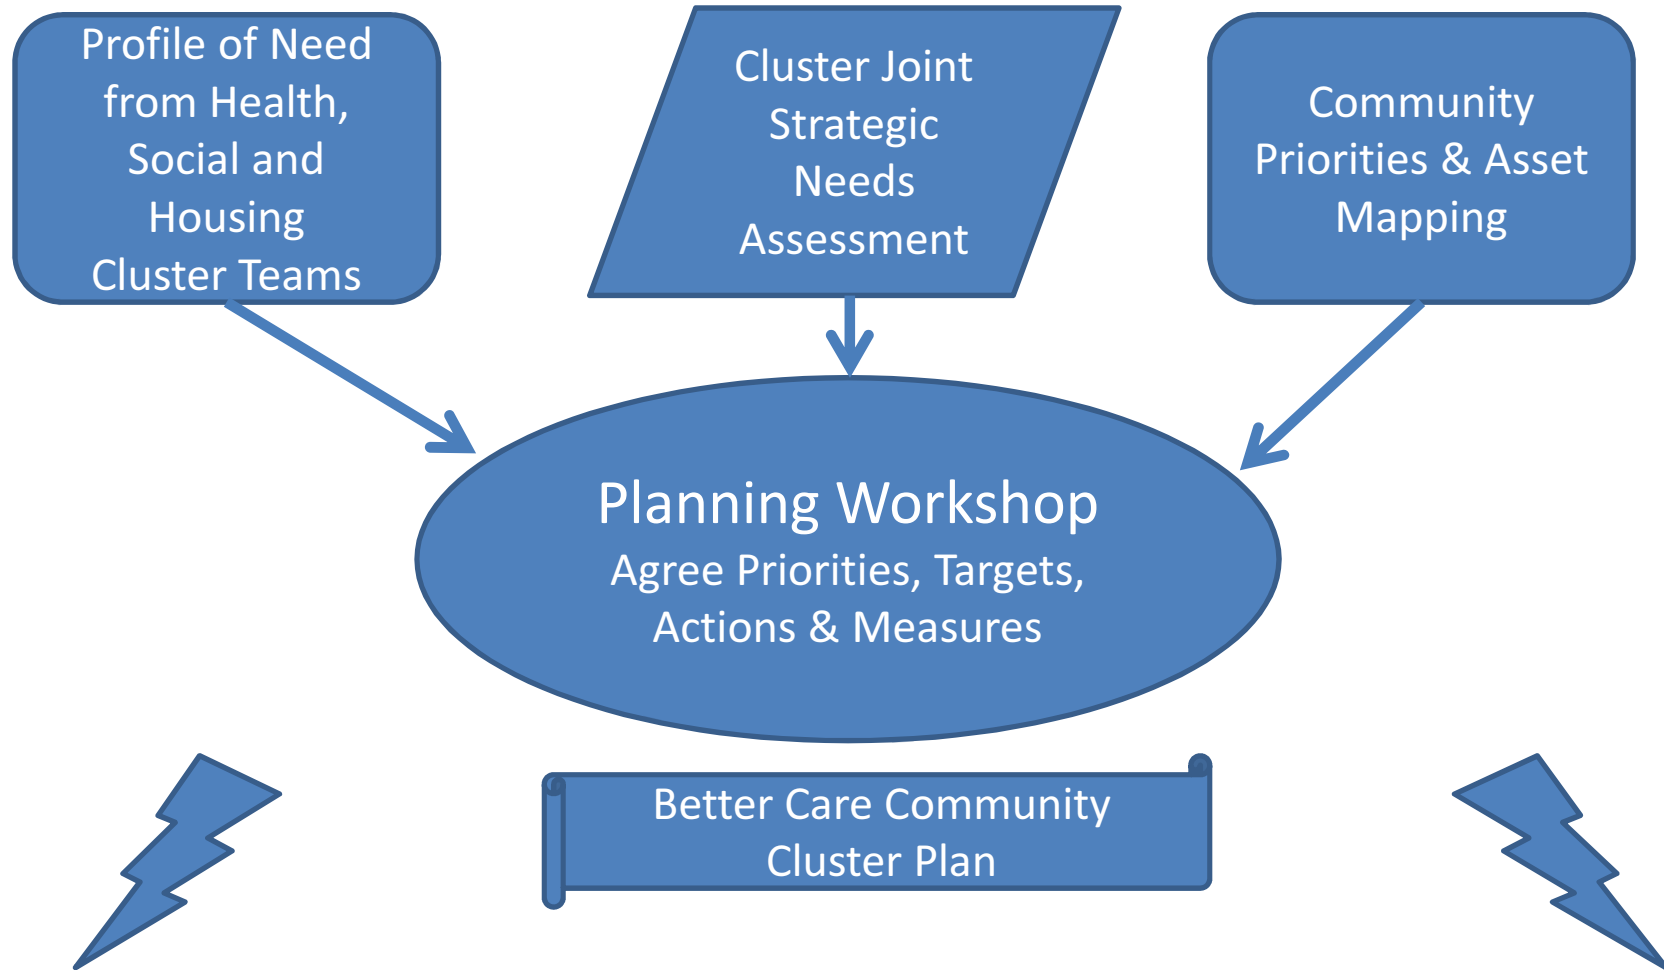 Profile of Need
from Health,
Social and
Housing
Cluster Teams
Cluster Joint
Strategic
Needs
Assessment
Community
Priorities & Asset
Mapping
Planning Workshop
Agree Priorities, Targets,
Actions & Measures
Better Care Community
Cluster Plan